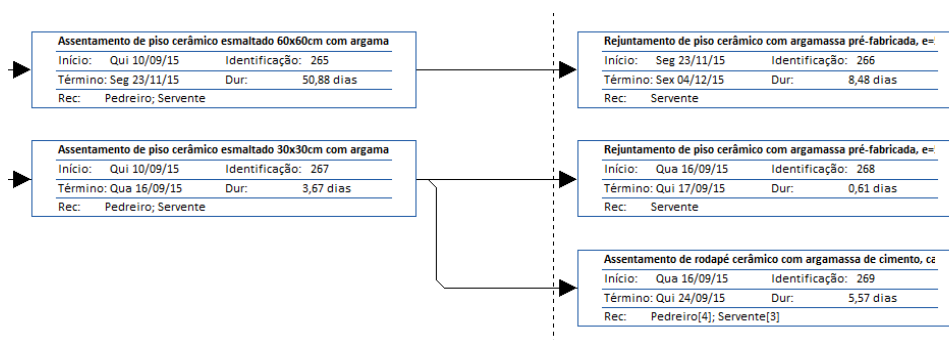 Assentamento de piso cerâmico esmaltado 60x60cm com argama
Início: Qui 10/09/15 Identificação: 265
Término: Seg 23/11/15 Dur: 50,88 dias
Rec: Pedreiro; Servente
Rejuntamento de piso cerâmico com argamassa pré-fabricada, e=
Início: Seg 23/11/15 Identificação: 266
Término: Sex 04/12/15 Dur: 8,48 dias
Rec: Servente
Assentamento de piso cerâmico esmaltado 30x30cm com argama
Início: Qui 10/09/15 Identificação: 267
Término: Qua 16/09/15 Dur: 3,67 dias
Rec: Pedreiro; Servente
Rejuntamento de piso cerâmico com argamassa pré-fabricada, e=
Início: Qua 16/09/15 Identificação: 268
Término: Qui 17/09/15 Dur: 0,61 dias
Rec: Servente
Assentamento de rodapé cerâmico com argamassa de cimento, ca
Início: Qua 16/09/15 Identificação: 269
Término: Qui 24/09/15 Dur: 5,57 dias
Rec: Pedreiro[4]; Servente[3]